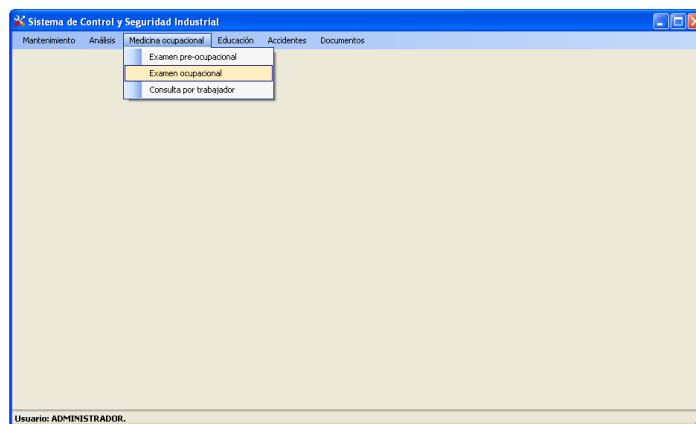 Sistema de Control y Seguridad Industrial
Mantenimiento Análisis Medicina ocupacional Educación Accidentes Documentos
Examen pre-ocupacional
Examen ocupacional
Consulta por trabajador
Usuario: ADMINISTRADOR.